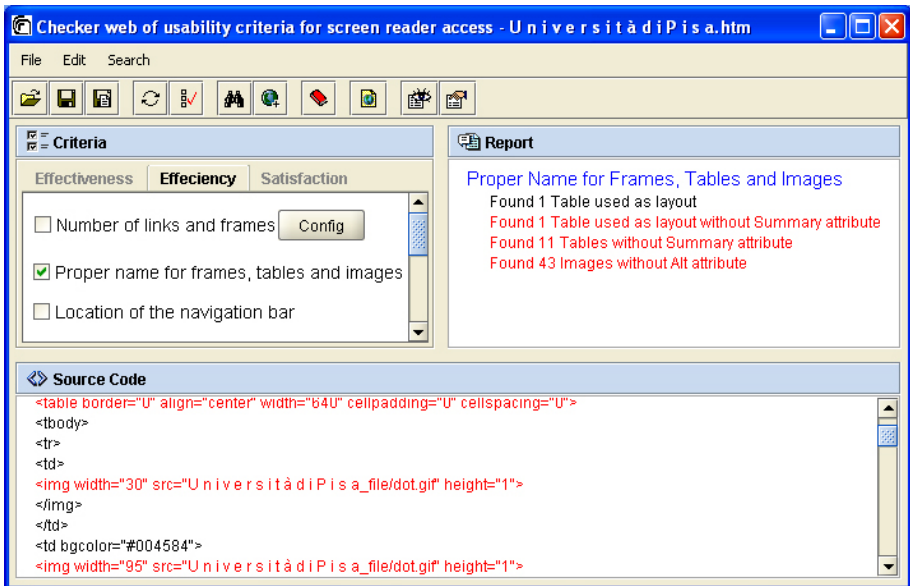 Checker web of usability criteria for screen reader access - U n i v e r s i t à d i P i s a.htm
File Edit Search
Criteria
Effectiveness Effeciency Satisfaction
Number of links and frames Config
Proper name for frames, tables and images
Location of the navigation bar
Report
Proper Name for Frames, Tables and Images
Found 1 Table used as layout
Found 1 Table used as layout without Summary attribute
Found 11 Tables without Summary attribute
Found 43 Images without Alt attribute
Source Code
<table border="0" align="center" width="640" cellpadding="0" cellspacing="0">
<tbody>
<tr>
<td>
<img width="30" src="U n i v e r s i t à d i P i s a_file/dot.gif" height="1">
</img>
</td>
<td bgcolor="#004584">
<img width="95" src="U n i v e r s i t à d i P i s a_file/dot.gif" height="1">